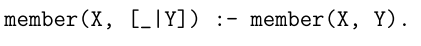 member(X, [_|Y]) :- member(X, Y).